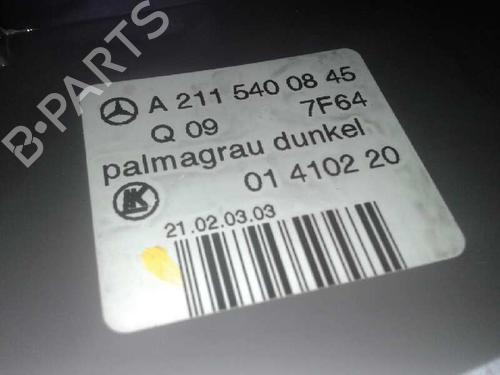 B-PARTS
A 211 540 08 45
Q 09 7F64
palmagrau dunkel
K 01 4102 20
21.02.03.03